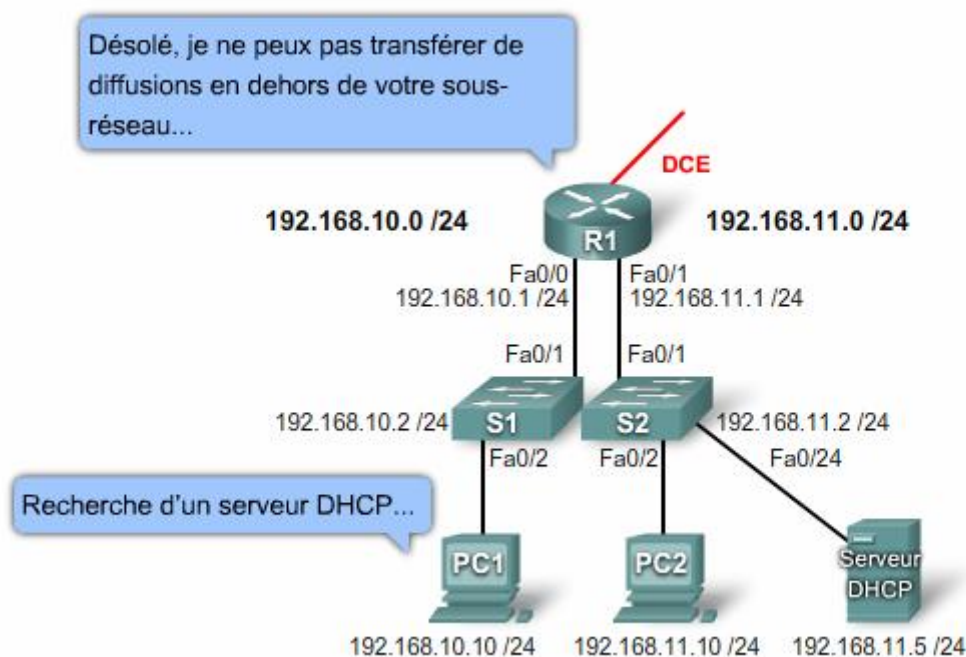 Désolé, je ne peux pas transférer de
diffusions en dehors de votre sous-
réseau...
DCE
192.168.10.0 /24
R1
192.168.11.0 /24
Fa0/0
Fa0/1
192.168.10.1 /24
192.168.11.1 /24
Fa0/1
Fa0/1
192.168.10.2 /24
S1
S2
192.168.11.2 /24
Fa0/2
Fa0/2
Fa0/24
Recherche d'un serveur DHCP...
PC1
PC2
Serveur
DHCP
192.168.10.10 /24
192.168.11.10 /24
192.168.11.5 /24